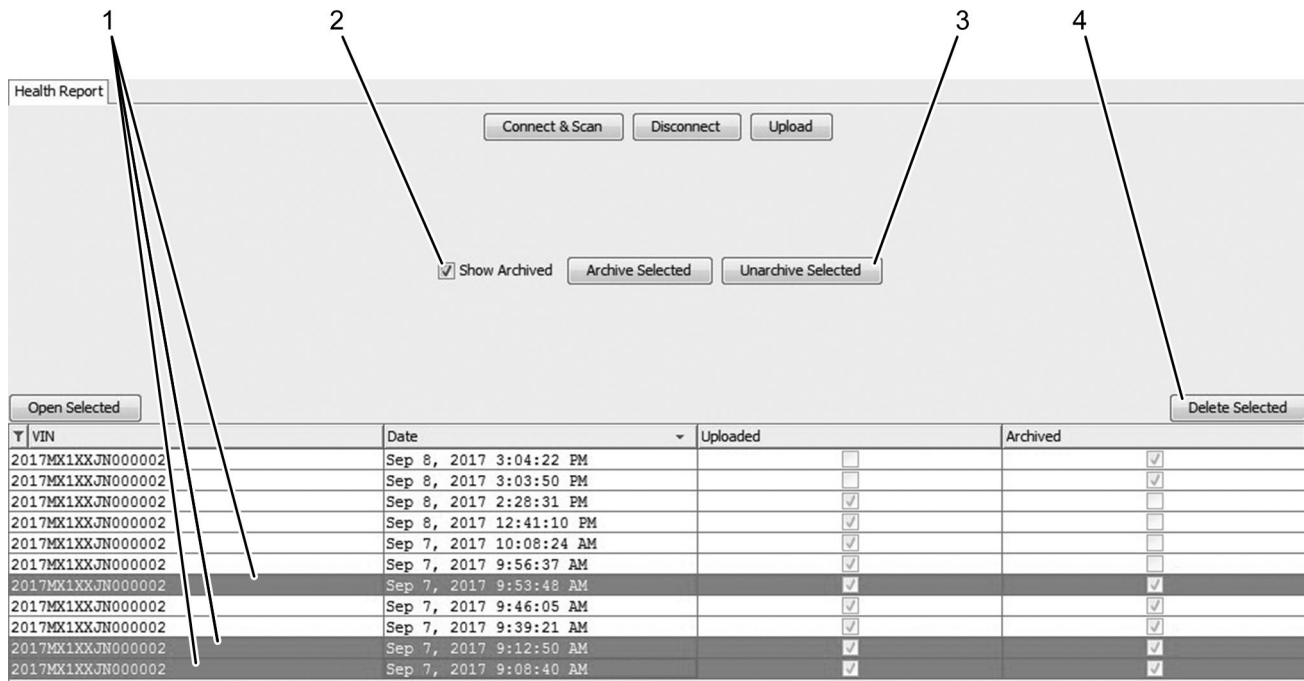 1 2 3 4
Health Report
Connect & Scan Disconnect Upload
Show Archived Archive Selected Unarchive Selected
Open Selected Delete Selected
VIN Date Uploaded Archived
2017MX1XXJN000002 Sep 8, 2017 3:04:22 PM
2017MX1XXJN000002 Sep 8, 2017 3:03:50 PM
2017MX1XXJN000002 Sep 8, 2017 2:28:31 PM
2017MX1XXJN000002 Sep 8, 2017 12:41:10 PM
2017MX1XXJN000002 Sep 7, 2017 10:08:24 AM
2017MX1XXJN000002 Sep 7, 2017 9:56:37 AM
2017MX1XXJN000002 Sep 7, 2017 9:53:48 AM
2017MX1XXJN000002 Sep 7, 2017 9:46:05 AM
2017MX1XXJN000002 Sep 7, 2017 9:39:21 AM
2017MX1XXJN000002 Sep 7, 2017 9:12:50 AM
2017MX1XXJN000002 Sep 7, 2017 9:08:40 AM